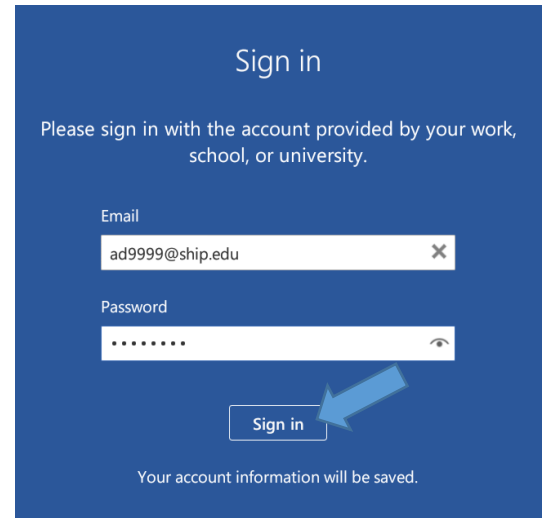 Sign in
Please sign in with the account provided by your work,
school, or university.
Email
ad9999@ship.edu
Password
••••••••
Sign in
Your account information will be saved.